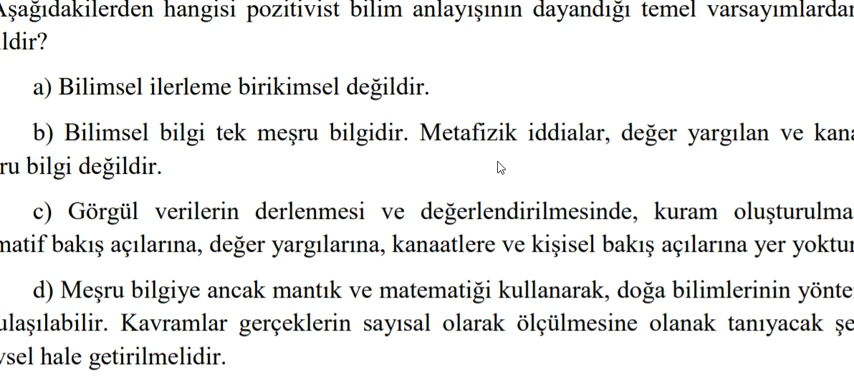 Aşağıdakilerden hangisi pozitivist bilim anlayışının dayandığı temel varsayımlardan
ldir?
a) Bilimsel ilerleme birikimsel değildir.
b) Bilimsel bilgi tek meşru bilgidir. Metafizik iddialar, değer yargılan ve kana
ru bilgi değildir.
c) Görgül verilerin derlenmesi ve değerlendirilmesinde, kuram oluşturulma
matif bakış açılarına, değer yargılarına, kanaatlere ve kişisel bakış açılarına yer yoktur
d) Meşru bilgiye ancak mantık ve matematiği kullanarak, doğa bilimlerinin yönte
ulaşılabilir. Kavramlar gerçeklerin sayısal olarak ölçülmesine olanak tanıyacak şe
ysel hale getirilmelidir.